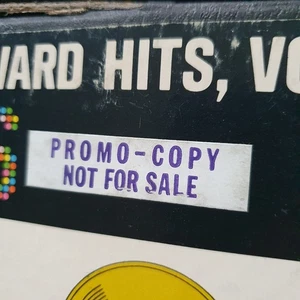 WARD HITS, VO
PROMO-COPY
NOT FOR SALE